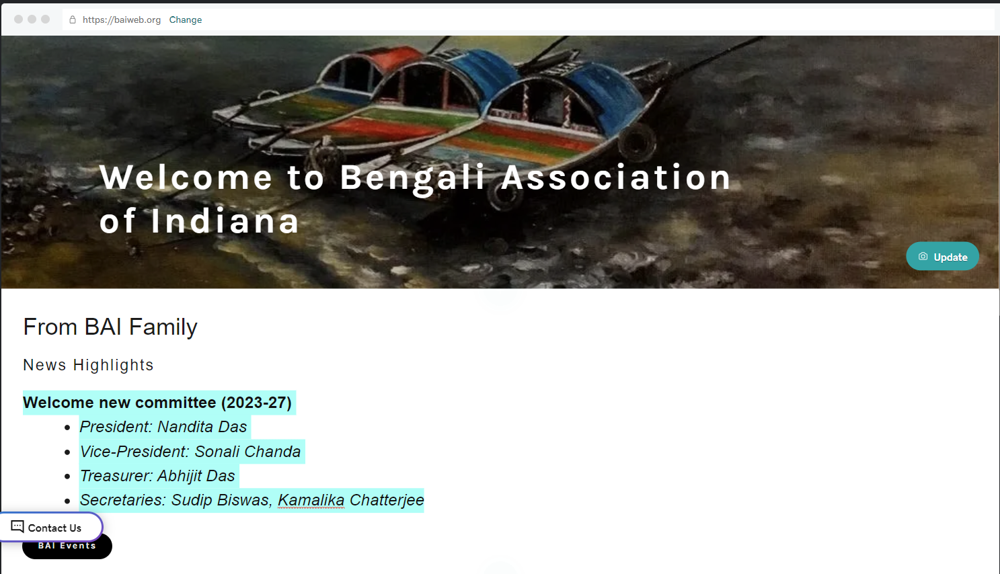 https://baiweb.org Change
Welcome to Bengali Association
of Indiana
Update
From BAI Family
News Highlights
Welcome new committee (2023-27)
• President: Nandita Das
• Vice-President: Sonali Chanda
• Treasurer: Abhijit Das
• Secretaries: Sudip Biswas, Kamalika Chatterjee
Contact Us
BAI Events